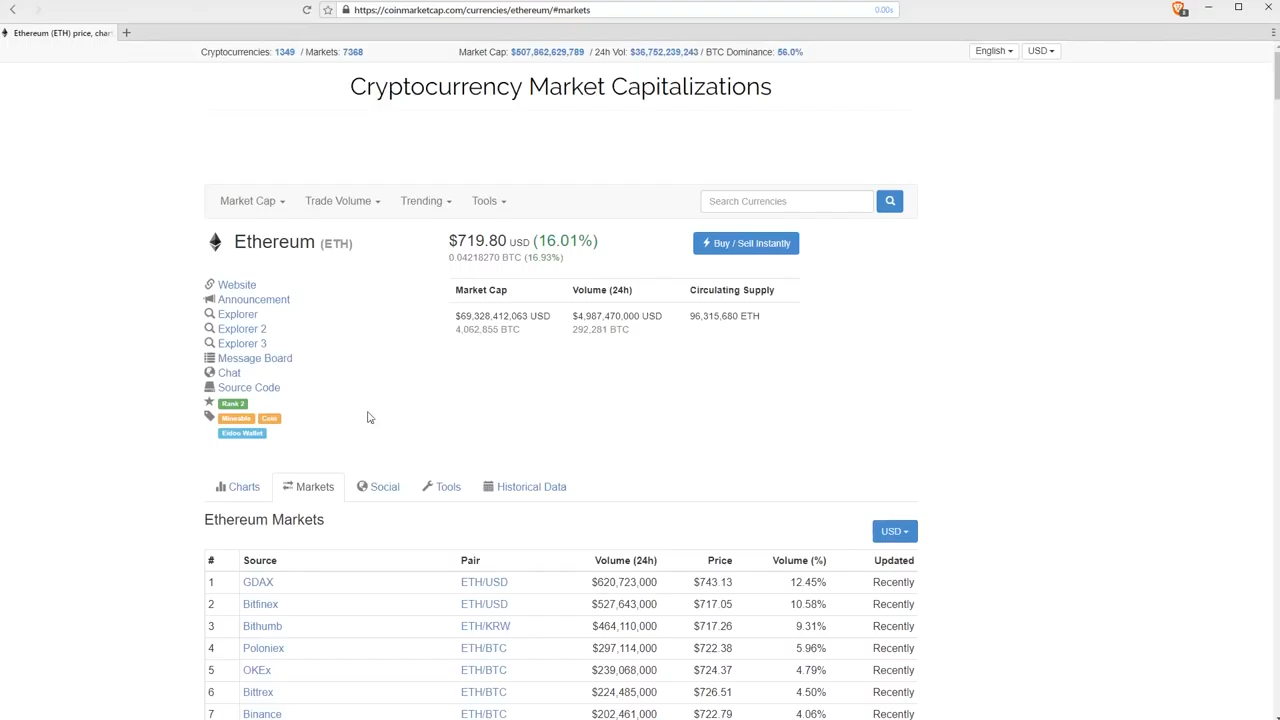 https://coinmarketcap.com/currencies/ethereum/#markets 0.00s 3
Ethereum (ETH) price, char
Cryptocurrencies: 1349 / Markets: 7368 Market Cap: $507,862,629,789 / 24h Vol: $36,752,239,243 / BTC Dominance: 56.0% English USD
Cryptocurrency Market Capitalizations
Market Cap Trade Volume Trending Tools Search Currencies
Ethereum (ETH) $719.80 USD (16.01%) Buy / Sell Instantly
0.04218270 BTC (16.93%)
Market Cap Volume (24h) Circulating Supply
$69,328,412,063 USD $4,987,470,000 USD 96,315,680 ETH
4,062,855 BTC 292,281 BTC
Website
Announcement
Explorer
Explorer 2
Explorer 3
Message Board
Chat
Source Code
Rank 2
Mineable Coin
Eidoo Wallet
Charts Markets Social Tools Historical Data
Ethereum Markets USD
# Source Pair Volume (24h) Price Volume (%) Updated
1 GDAX ETH/USD $620,723,000 $743.13 12.45% Recently
2 Bitfinex ETH/USD $527,643,000 $717.05 10.58% Recently
3 Bithumb ETH/KRW $464,110,000 $717.26 9.31% Recently
4 Poloniex ETH/BTC $297,114,000 $722.38 5.96% Recently
5 OKEx ETH/BTC $239,068,000 $724.37 4.79% Recently
6 Bittrex ETH/BTC $224,485,000 $726.51 4.50% Recently
7 Binance ETH/BTC $202,461,000 $722.79 4.06% Recently